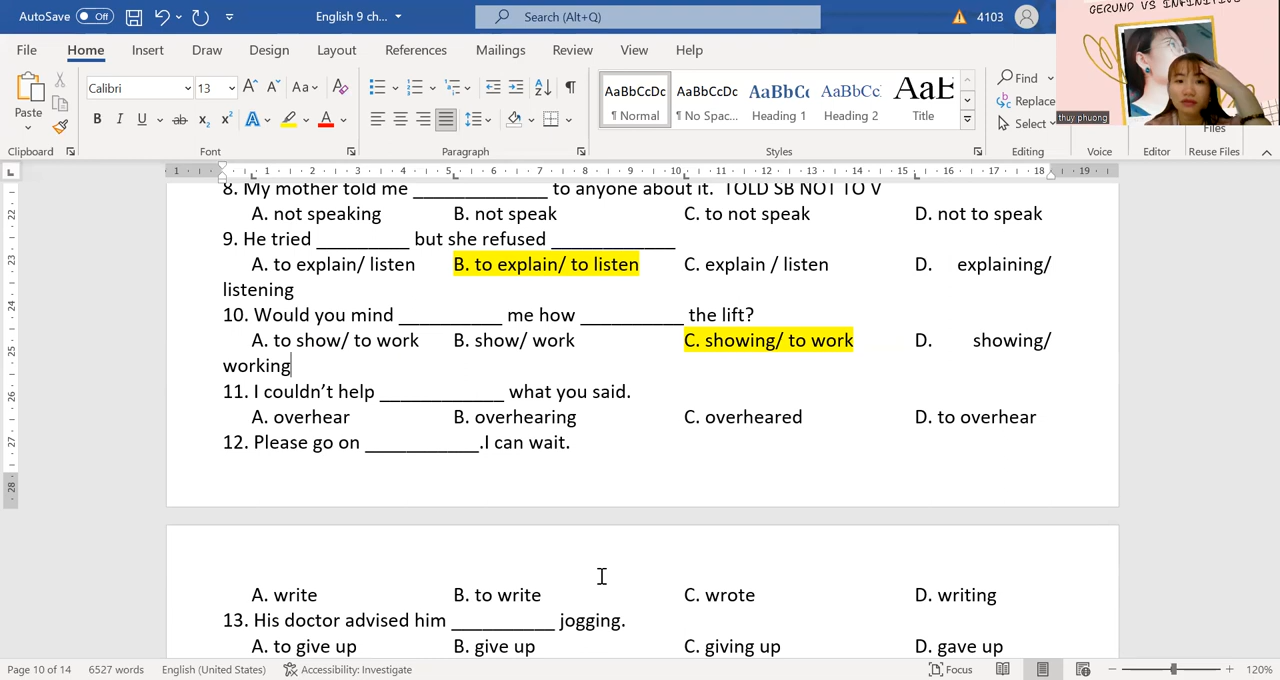 AutoSave Off English 9 ch... Search (Alt+Q) 4103
GERUND VS INFINITIVE
File Home Insert Draw Design Layout References Mailings Review View Help
thuy phuong
Paste
Calibri 13
AaBbCcDc AaBbCcDc AaBbCc AaBbCc AaB
¶ Normal ¶ No Spac... Heading 1 Heading 2 Title
Find
Replace
Select
Files
Clipboard Font Paragraph Styles Editing Voice Editor Reuse Files
8. My mother told me _____________ to anyone about it. TOLD SB NOT TO V
A. not speaking B. not speak C. to not speak D. not to speak
9. He tried _________ but she refused ____________
A. to explain/ listen B. to explain/ to listen C. explain / listen D. explaining/
listening
10. Would you mind __________ me how __________ the lift?
A. to show/ to work B. show/ work C. showing/ to work D. showing/
working
11. I couldn’t help ____________ what you said.
A. overhear B. overhearing C. overheared D. to overhear
12. Please go on ___________.I can wait.
A. write B. to write C. wrote D. writing
13. His doctor advised him __________ jogging.
A. to give up B. give up C. giving up D. gave up
Page 10 of 14 6527 words English (United States) Accessibility: Investigate Focus 120%